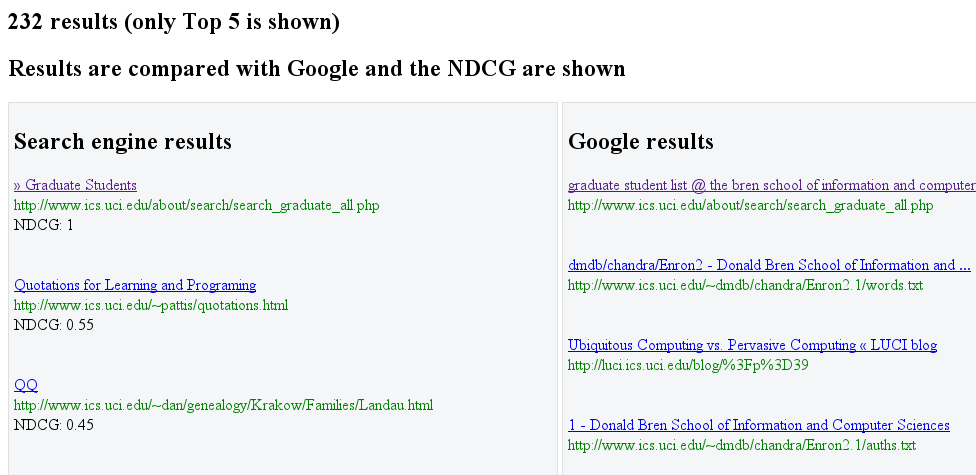 232 results (only Top 5 is shown)
Results are compared with Google and the NDCG are shown
Search engine results
» Graduate Students
http://www.ics.uci.edu/about/search/search_graduate_all.php
NDCG: 1
Quotations for Learning and Programing
http://www.ics.uci.edu/~pattis/quotations.html
NDCG: 0.55
QQ
http://www.ics.uci.edu/~dan/genealogy/Krakow/Families/Landau.html
NDCG: 0.45
Google results
graduate student list @ the bren school of information and computer
http://www.ics.uci.edu/about/search/search_graduate_all.php
dmdb/chandra/Enron2 - Donald Bren School of Information and ...
http://www.ics.uci.edu/~dmdb/chandra/Enron2.1/words.txt
Ubiquitous Computing vs. Pervasive Computing « LUCI blog
http://luci.ics.uci.edu/blog/%3Fp%3D39
1 - Donald Bren School of Information and Computer Sciences
http://www.ics.uci.edu/~dmdb/chandra/Enron2.1/auths.txt